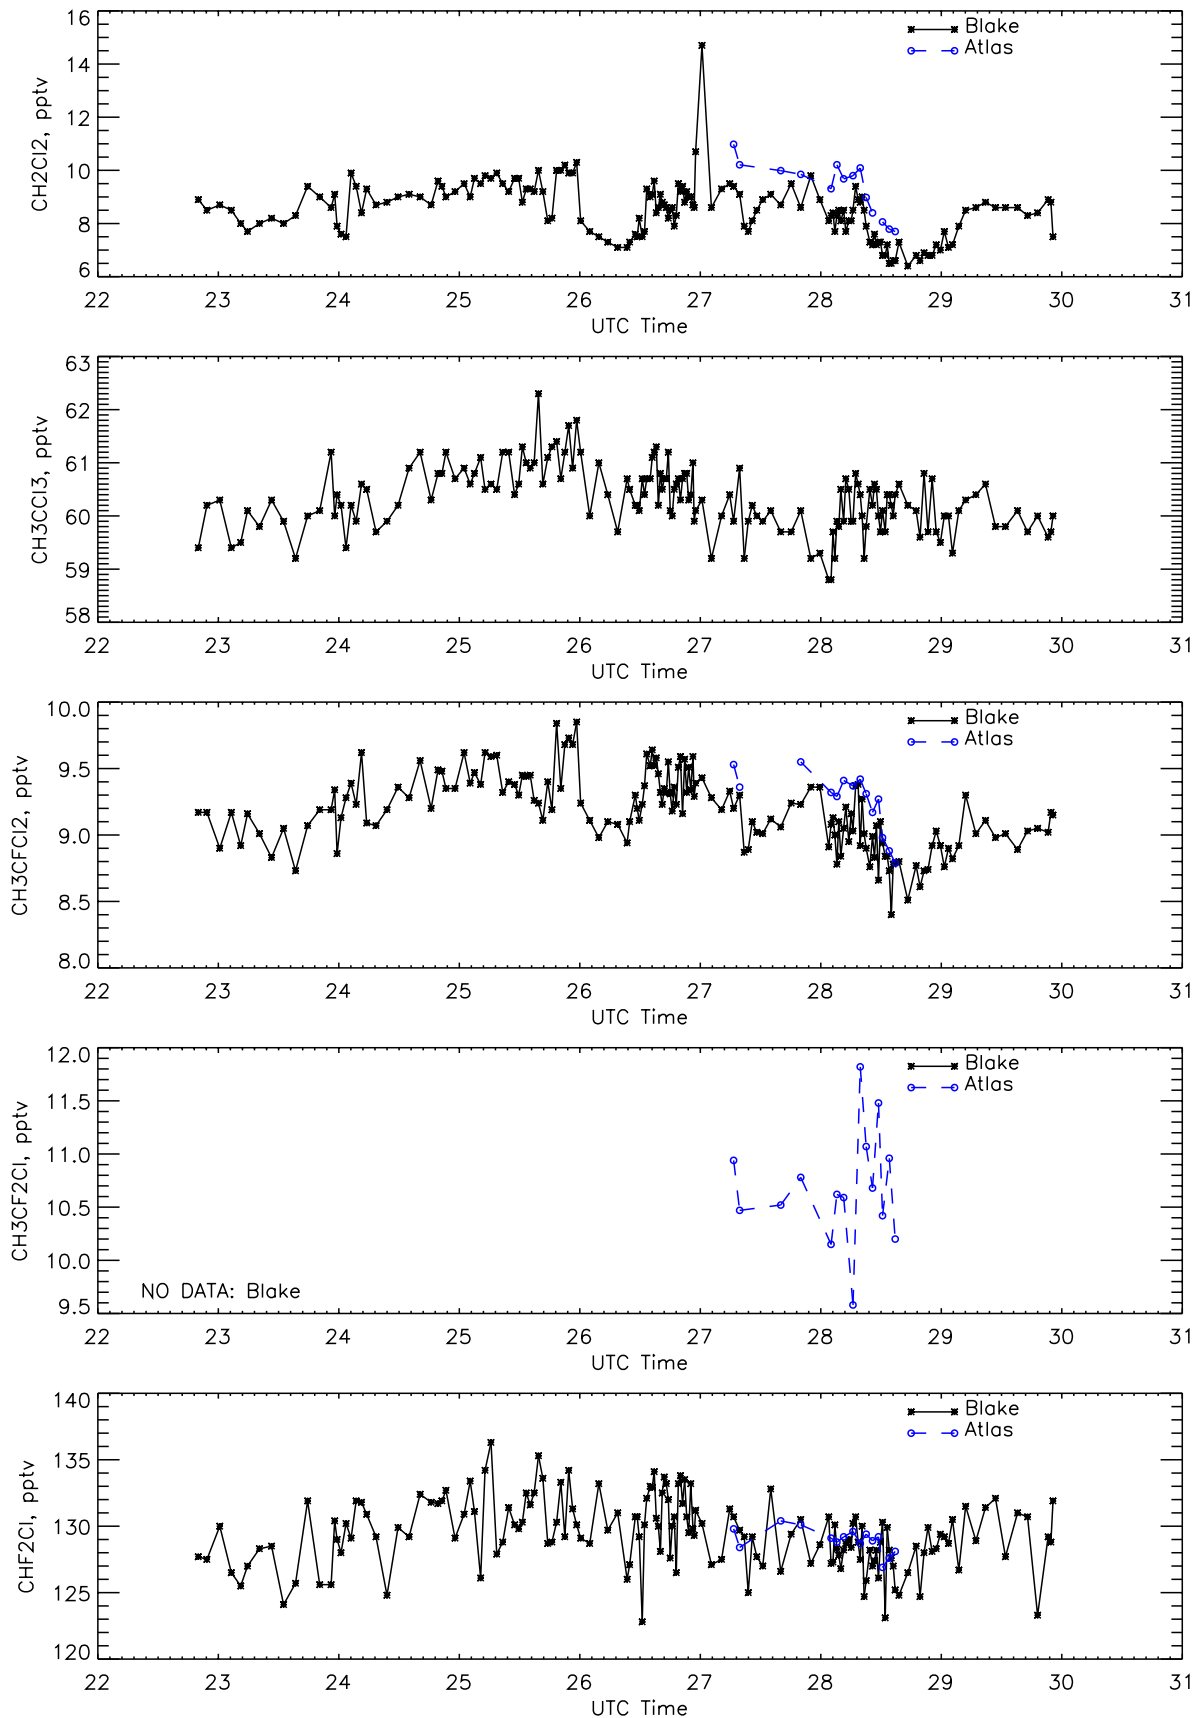 16
14
12
10
8
6
CH2Cl2, pptv
Blake
Atlas
22 23 24 25 26 27 28 29 30 31
UTC Time
63
62
61
60
59
58
CH3CCl3, pptv
22 23 24 25 26 27 28 29 30 31
UTC Time
10.0
9.5
9.0
8.5
8.0
CH3CFCl2, pptv
Blake
Atlas
22 23 24 25 26 27 28 29 30 31
UTC Time
12.0
11.5
11.0
10.5
10.0
9.5
CH3CF2Cl, pptv
Blake
Atlas
NO DATA: Blake
22 23 24 25 26 27 28 29 30 31
UTC Time
140
135
130
125
120
CHF2Cl, pptv
Blake
Atlas
22 23 24 25 26 27 28 29 30 31
UTC Time